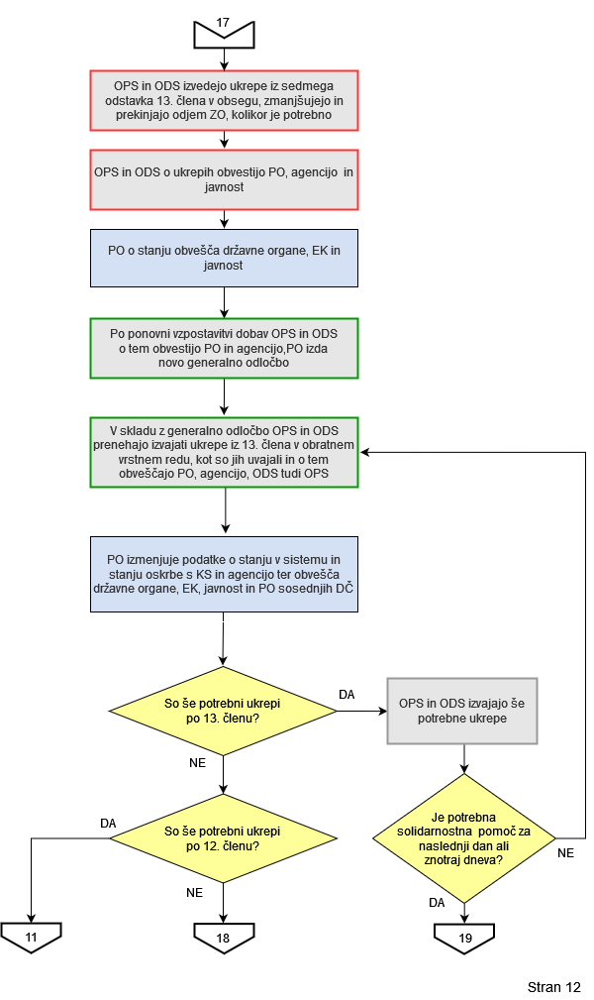 17
OPS in ODS izvedejo ukrepe iz sedmega
odstavka 13. člena v obsegu, zmanjšujejo in
prekinjajo odjem ZO, kolikor je potrebno
OPS in ODS o ukrepih obvestijo PO, agencijo in
javnost
PO o stanju obvešča državne organe, EK in
javnost
Po ponovni vzpostavitvi dobav OPS in ODS
o tem obvestijo PO in agencijo,PO izda
novo generalno odločbo
V skladu z generalno odločbo OPS in ODS
prenehajo izvajati ukrepe iz 13. člena v obratnem
vrstnem redu, kot so jih uvajali in o tem
obveščajo PO, agencijo, ODS tudi OPS
PO izmenjuje podatke o stanju v sistemu in
stanju oskrbe s KS in agencijo ter obvešča
državne organe, EK, javnost in PO sosednjih DČ
So še potrebni ukrepi
po 13. členu?
DA
OPS in ODS izvajajo še
potrebne ukrepe
NE
So še potrebni ukrepi
po 12. členu?
DA
Je potrebna
solidarnostna pomoč za
naslednji dan ali
znotraj dneva?
NE
NE
DA
11
18
19
Stran 12